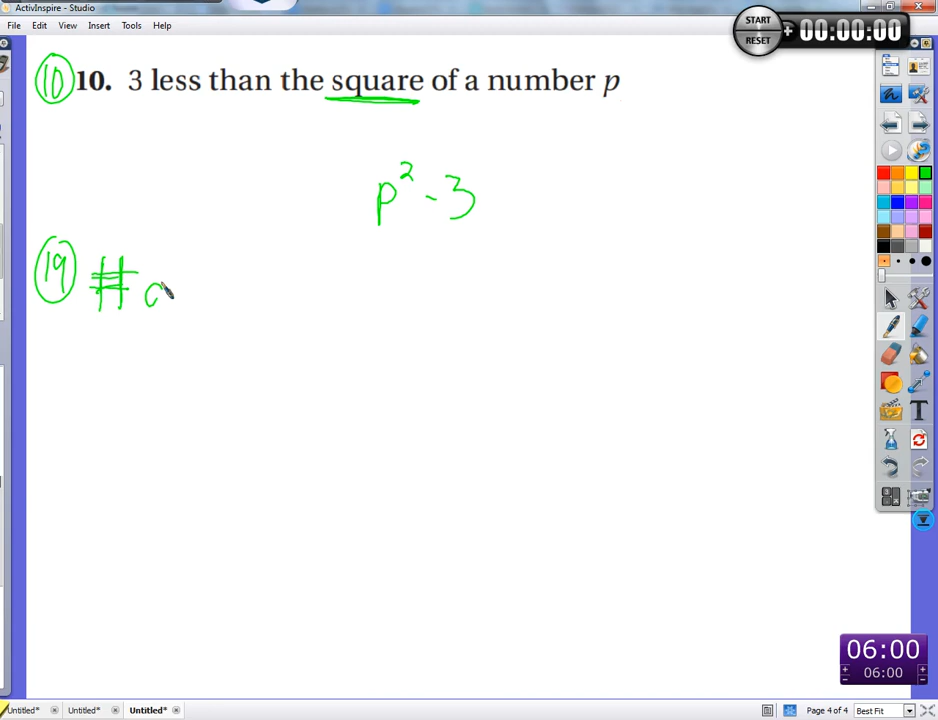 ActivInspire - Studio
File Edit View Insert Tools Help
START
RESET
00:00:00
10 10. 3 less than the square of a number p
p² - 3
19 #
T
06:00
06:00
Untitled* Untitled* Untitled*
Page 4 of 4 Best Fit